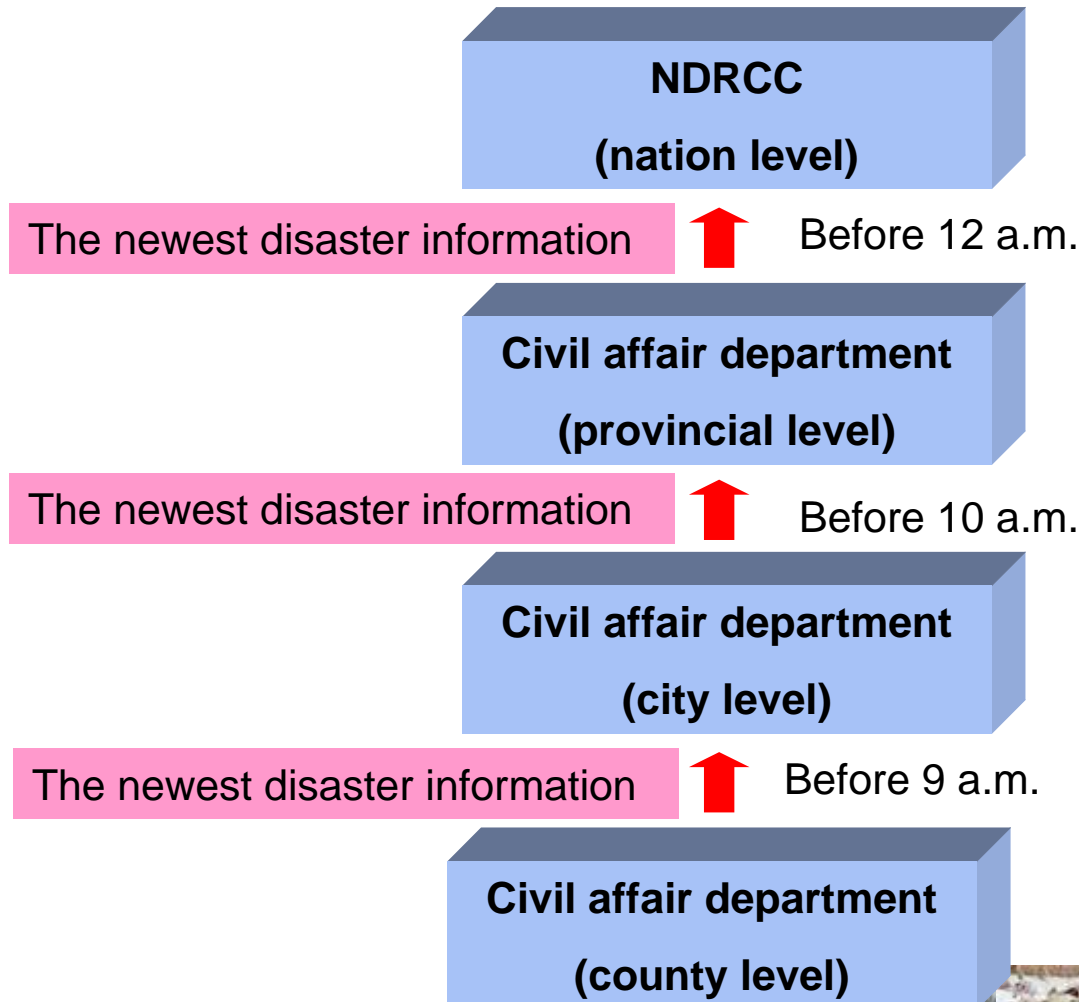 NDRCC
(nation level)
The newest disaster information
Before 12 a.m.
Civil affair department
(provincial level)
The newest disaster information
Before 10 a.m.
Civil affair department
(city level)
The newest disaster information
Before 9 a.m.
Civil affair department
(county level)